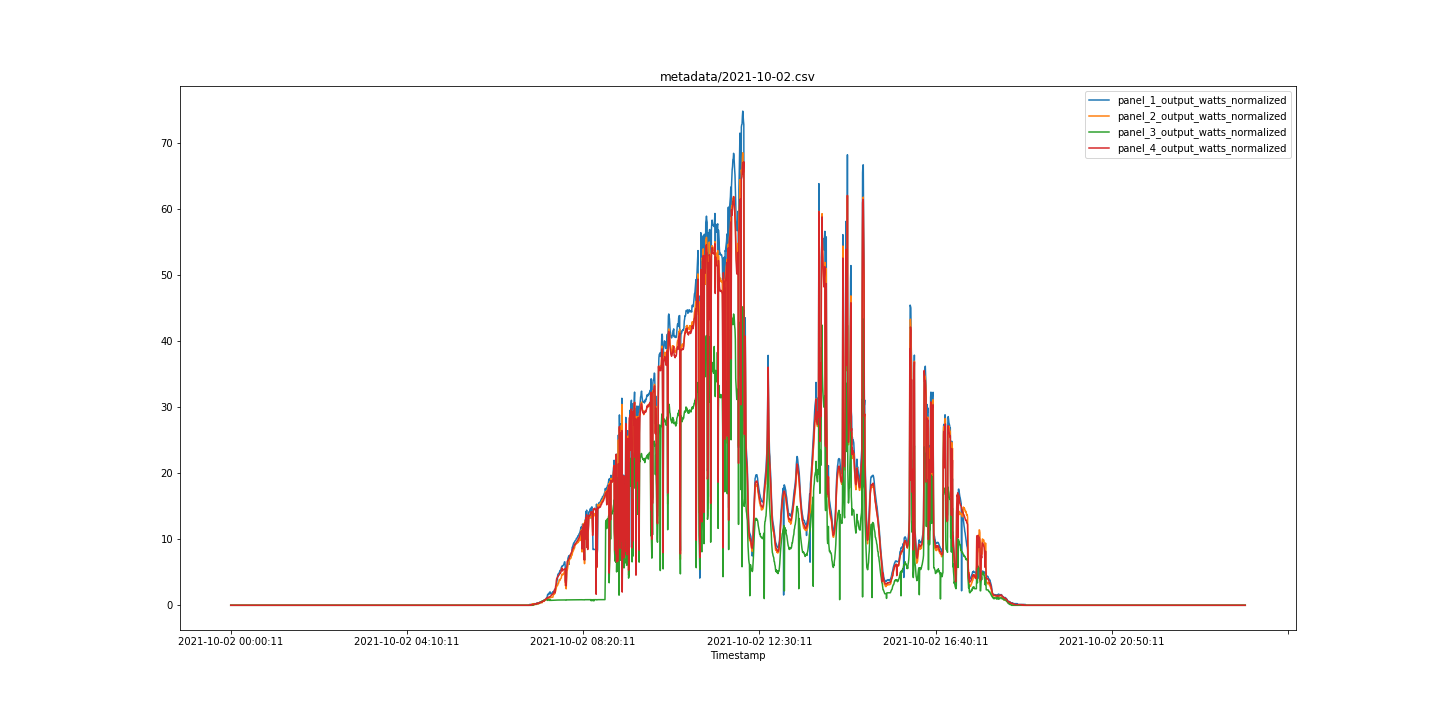 metadata/2021-10-02.csv
panel_1_output_watts_normalized
panel_2_output_watts_normalized
panel_3_output_watts_normalized
panel_4_output_watts_normalized
70
60
50
40
30
20
10
0
2021-10-02 00:00:11 2021-10-02 04:10:11 2021-10-02 08:20:11 2021-10-02 12:30:11 2021-10-02 16:40:11 2021-10-02 20:50:11
Timestamp